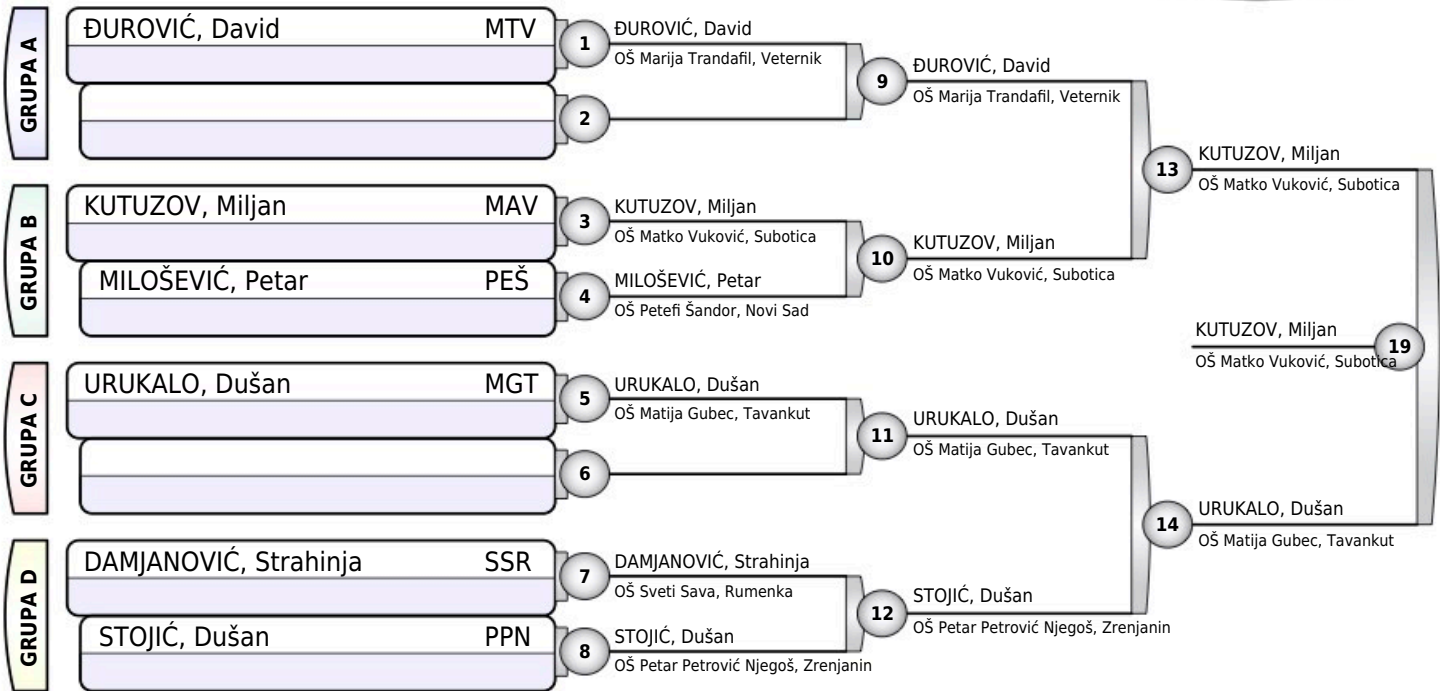 GRUPA A
ĐUROVIĆ, David MTV
1
ĐUROVIĆ, David
OŠ Marija Trandafil, Veternik
2
9
ĐUROVIĆ, David
OŠ Marija Trandafil, Veternik
GRUPA B
KUTUZOV, Miljan MAV
3
KUTUZOV, Miljan
OŠ Matko Vuković, Subotica
MILOŠEVIĆ, Petar PEŠ
4
MILOŠEVIĆ, Petar
OŠ Petefi Šandor, Novi Sad
10
KUTUZOV, Miljan
OŠ Matko Vuković, Subotica
13
KUTUZOV, Miljan
OŠ Matko Vuković, Subotica
GRUPA C
URUKALO, Dušan MGT
5
URUKALO, Dušan
OŠ Matija Gubec, Tavankut
6
11
URUKALO, Dušan
OŠ Matija Gubec, Tavankut
GRUPA D
DAMJANOVIĆ, Strahinja SSR
7
DAMJANOVIĆ, Strahinja
OŠ Sveti Sava, Rumenka
STOJIĆ, Dušan PPN
8
STOJIĆ, Dušan
OŠ Petar Petrović Njegoš, Zrenjanin
12
STOJIĆ, Dušan
OŠ Petar Petrović Njegoš, Zrenjanin
14
URUKALO, Dušan
OŠ Matija Gubec, Tavankut
KUTUZOV, Miljan
OŠ Matko Vuković, Subotica
19